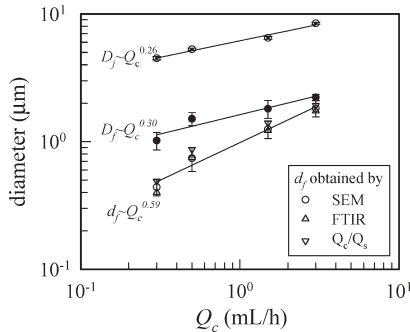 10¹
D_f~Q_c^0.26
D_f~Q_c^0.30
10⁰
d_f~Q_c^0.59
d_f obtained by
SEM
FTIR
Q_c/Q_s
10⁻¹
10⁻¹ 10⁰ 10¹
Q_c (mL/h)
diameter (μm)